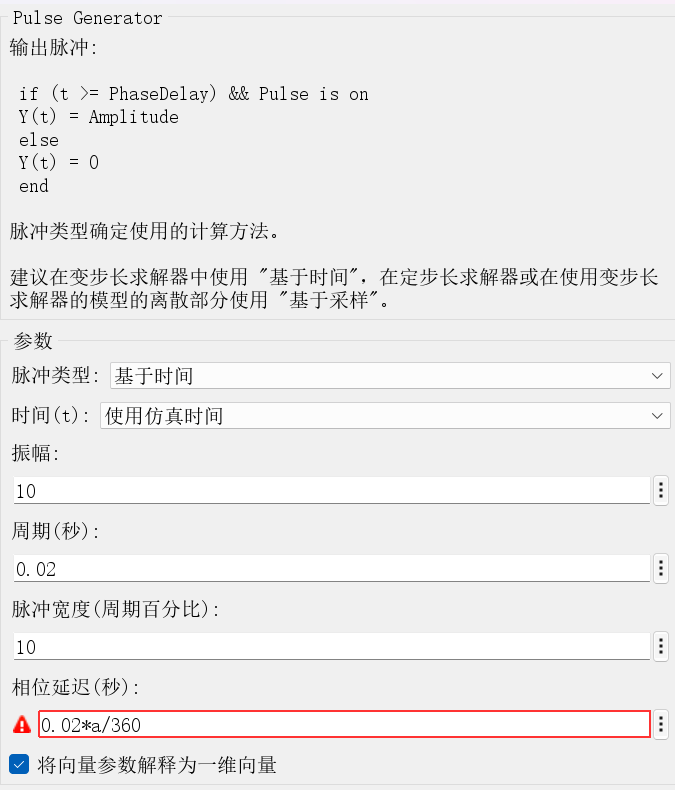 Pulse Generator
输出脉冲:
if (t >= PhaseDelay) && Pulse is on
Y(t) = Amplitude
else
Y(t) = 0
end
脉冲类型确定使用的计算方法。
建议在变步长求解器中使用 "基于时间"，在定步长求解器或在使用变步长
求解器的模型的离散部分使用 "基于采样"。
参数
脉冲类型: 基于时间
时间(t): 使用仿真时间
振幅:
10
周期(秒):
0.02
脉冲宽度(周期百分比):
10
相位延迟(秒):
0.02*a/360
将向量参数解释为一维向量